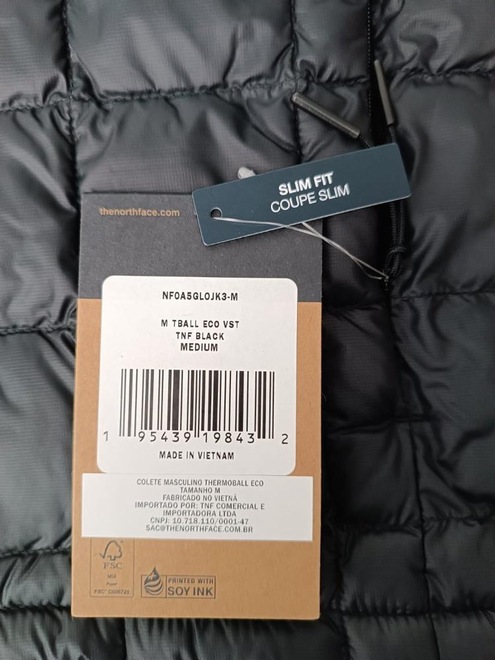 SLIM FIT
COUPE SLIM
thenorthface.com
NF0A5GLOJK3-M
M TBALL ECO VST
TNF BLACK
MEDIUM
1 95439 19843 2
MADE IN VIETNAM
COLETE MASCULINO THERMOBALL ECO
TAMANHO M
FABRICADO NO VIETNÃ
IMPORTADO POR: TNF COMERCIAL E
IMPORTADORA LTDA
CNPJ: 10.718.110/0001-47
SAC@THENORTHFACE.COM.BR
FSC
PRINTED WITH
SOY INK